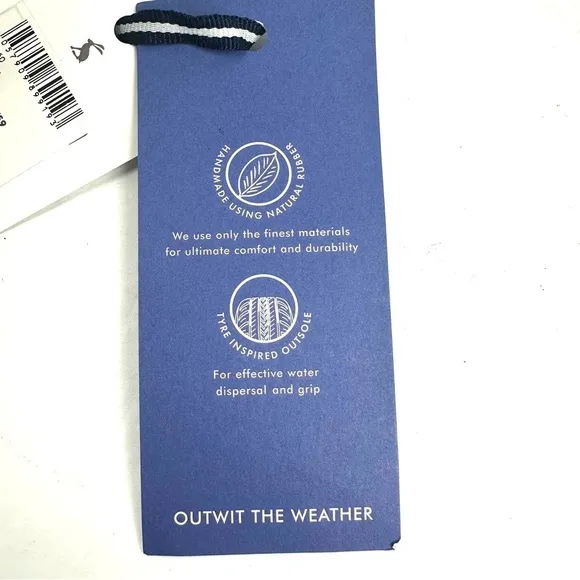 HANDMADE USING NATURAL RUBBER
We use only the finest materials
for ultimate comfort and durability
TYRE INSPIRED OUTSOLE
For effective water
dispersal and grip
OUTWIT THE WEATHER